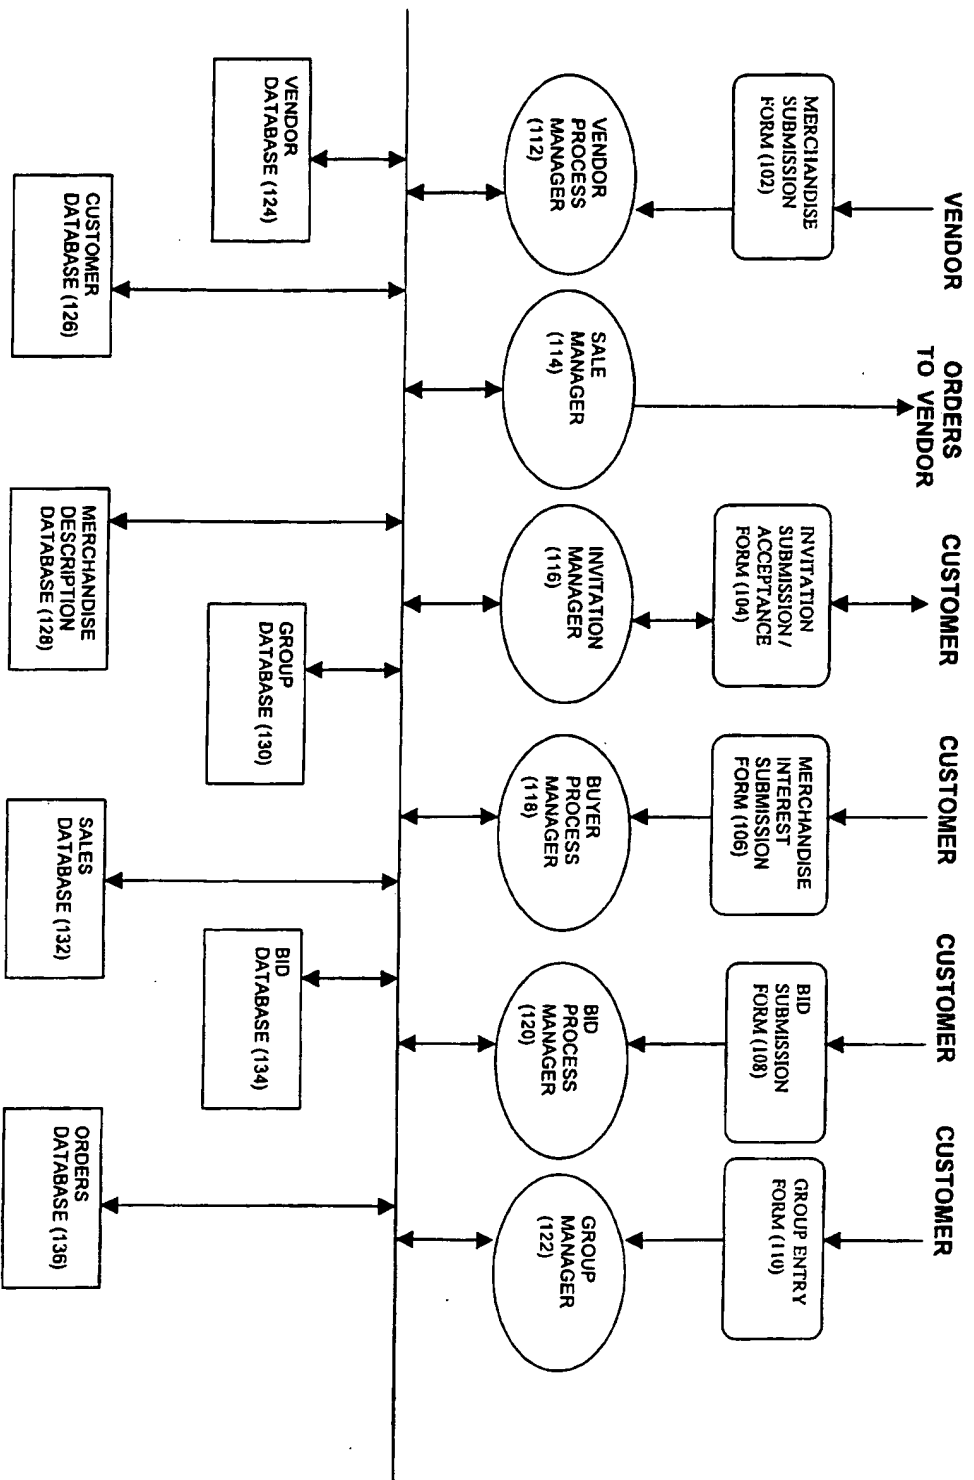 VENDOR
ORDERS
TO VENDOR
CUSTOMER
CUSTOMER
CUSTOMER
CUSTOMER
MERCHANDISE
SUBMISSION
FORM (102)
INVITATION
SUBMISSION /
ACCEPTANCE
FORM (104)
MERCHANDISE
INTEREST
SUBMISSION
FORM (106)
BID
SUBMISSION
FORM (108)
GROUP ENTRY
FORM (110)
VENDOR
PROCESS
MANAGER
(112)
SALE
MANAGER
(114)
INVITATION
MANAGER
(116)
BUYER
PROCESS
MANAGER
(118)
BID
PROCESS
MANAGER
(120)
GROUP
MANAGER
(122)
VENDOR
DATABASE (124)
GROUP
DATABASE (130)
BID
DATABASE (134)
CUSTOMER
DATABASE (126)
MERCHANDISE
DESCRIPTION
DATABASE (128)
SALES
DATABASE (132)
ORDERS
DATABASE (136)